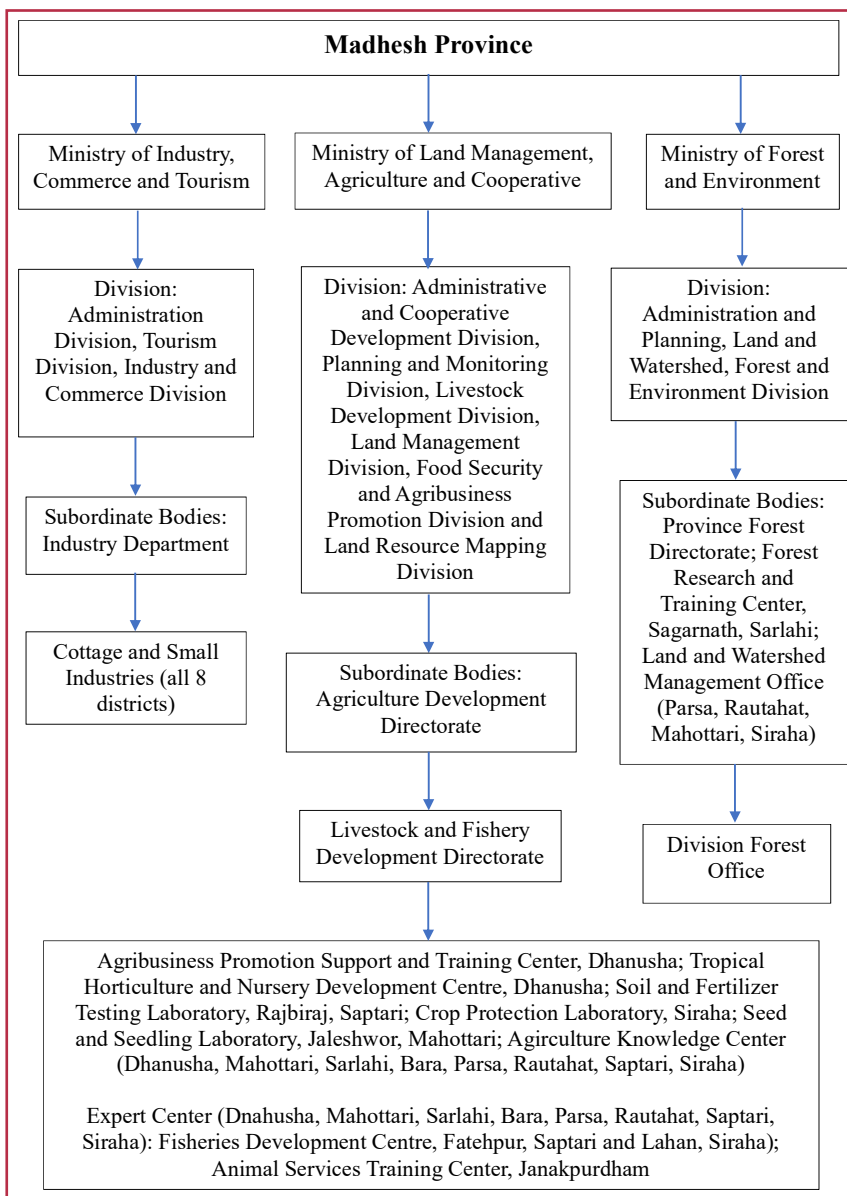 Madhesh Province
Ministry of Industry,
Commerce and Tourism
Ministry of Land Management,
Agriculture and Cooperative
Ministry of Forest
and Environment
Division:
Administration
Division, Tourism
Division, Industry and
Commerce Division
Division: Administrative
and Cooperative
Development Division,
Planning and Monitoring
Division, Livestock
Development Division,
Land Management
Division, Food Security
and Agribusiness
Promotion Division and
Land Resource Mapping
Division
Division:
Administration and
Planning, Land and
Watershed, Forest and
Environment Division
Subordinate Bodies:
Industry Department
Subordinate Bodies:
Province Forest
Directorate; Forest
Research and
Training Center,
Sagarnath, Sarlahi;
Land and Watershed
Management Office
(Parsa, Rautahat,
Mahottari, Siraha)
Cottage and Small
Industries (all 8
districts)
Subordinate Bodies:
Agriculture Development
Directorate
Livestock and Fishery
Development Directorate
Division Forest
Office
Agribusiness Promotion Support and Training Center, Dhanusha; Tropical
Horticulture and Nursery Development Centre, Dhanusha; Soil and Fertilizer
Testing Laboratory, Rajbiraj, Saptari; Crop Protection Laboratory, Siraha; Seed
and Seedling Laboratory, Jaleshwor, Mahottari; Agirculture Knowledge Center
(Dhanusha, Mahottari, Sarlahi, Bara, Parsa, Rautahat, Saptari, Siraha)
Expert Center (Dnahusha, Mahottari, Sarlahi, Bara, Parsa, Rautahat, Saptari,
Siraha): Fisheries Development Centre, Fatehpur, Saptari and Lahan, Siraha);
Animal Services Training Center, Janakpurdham